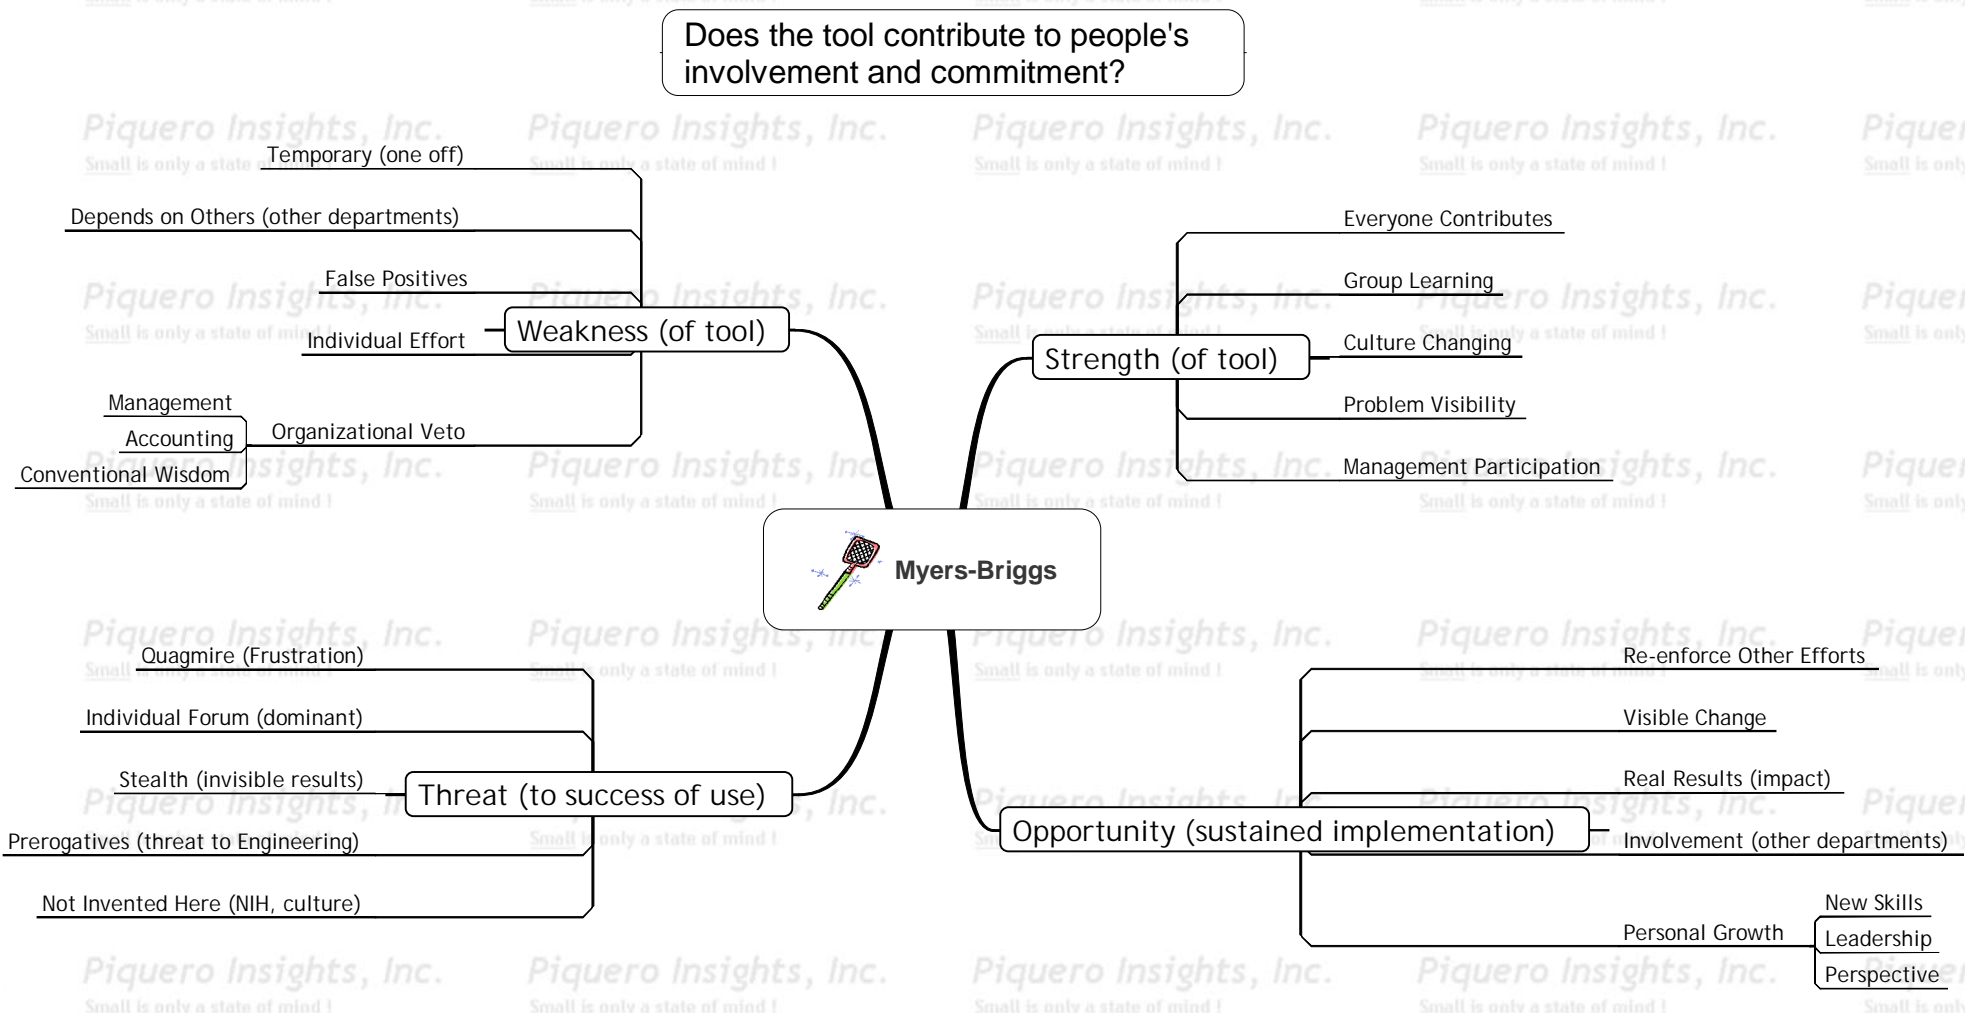 Does the tool contribute to people's
involvement and commitment?
Piquero Insights, Inc.
Small is only a state of mind !
Weakness (of tool)
Temporary (one off)
Depends on Others (other departments)
False Positives
Individual Effort
Organizational Veto
Management
Accounting
Conventional Wisdom
Strength (of tool)
Everyone Contributes
Group Learning
Culture Changing
Problem Visibility
Management Participation
Myers-Briggs
Threat (to success of use)
Quagmire (Frustration)
Individual Forum (dominant)
Stealth (invisible results)
Prerogatives (threat to Engineering)
Not Invented Here (NIH, culture)
Opportunity (sustained implementation)
Re-enforce Other Efforts
Visible Change
Real Results (impact)
Involvement (other departments)
Personal Growth
New Skills
Leadership
Perspective